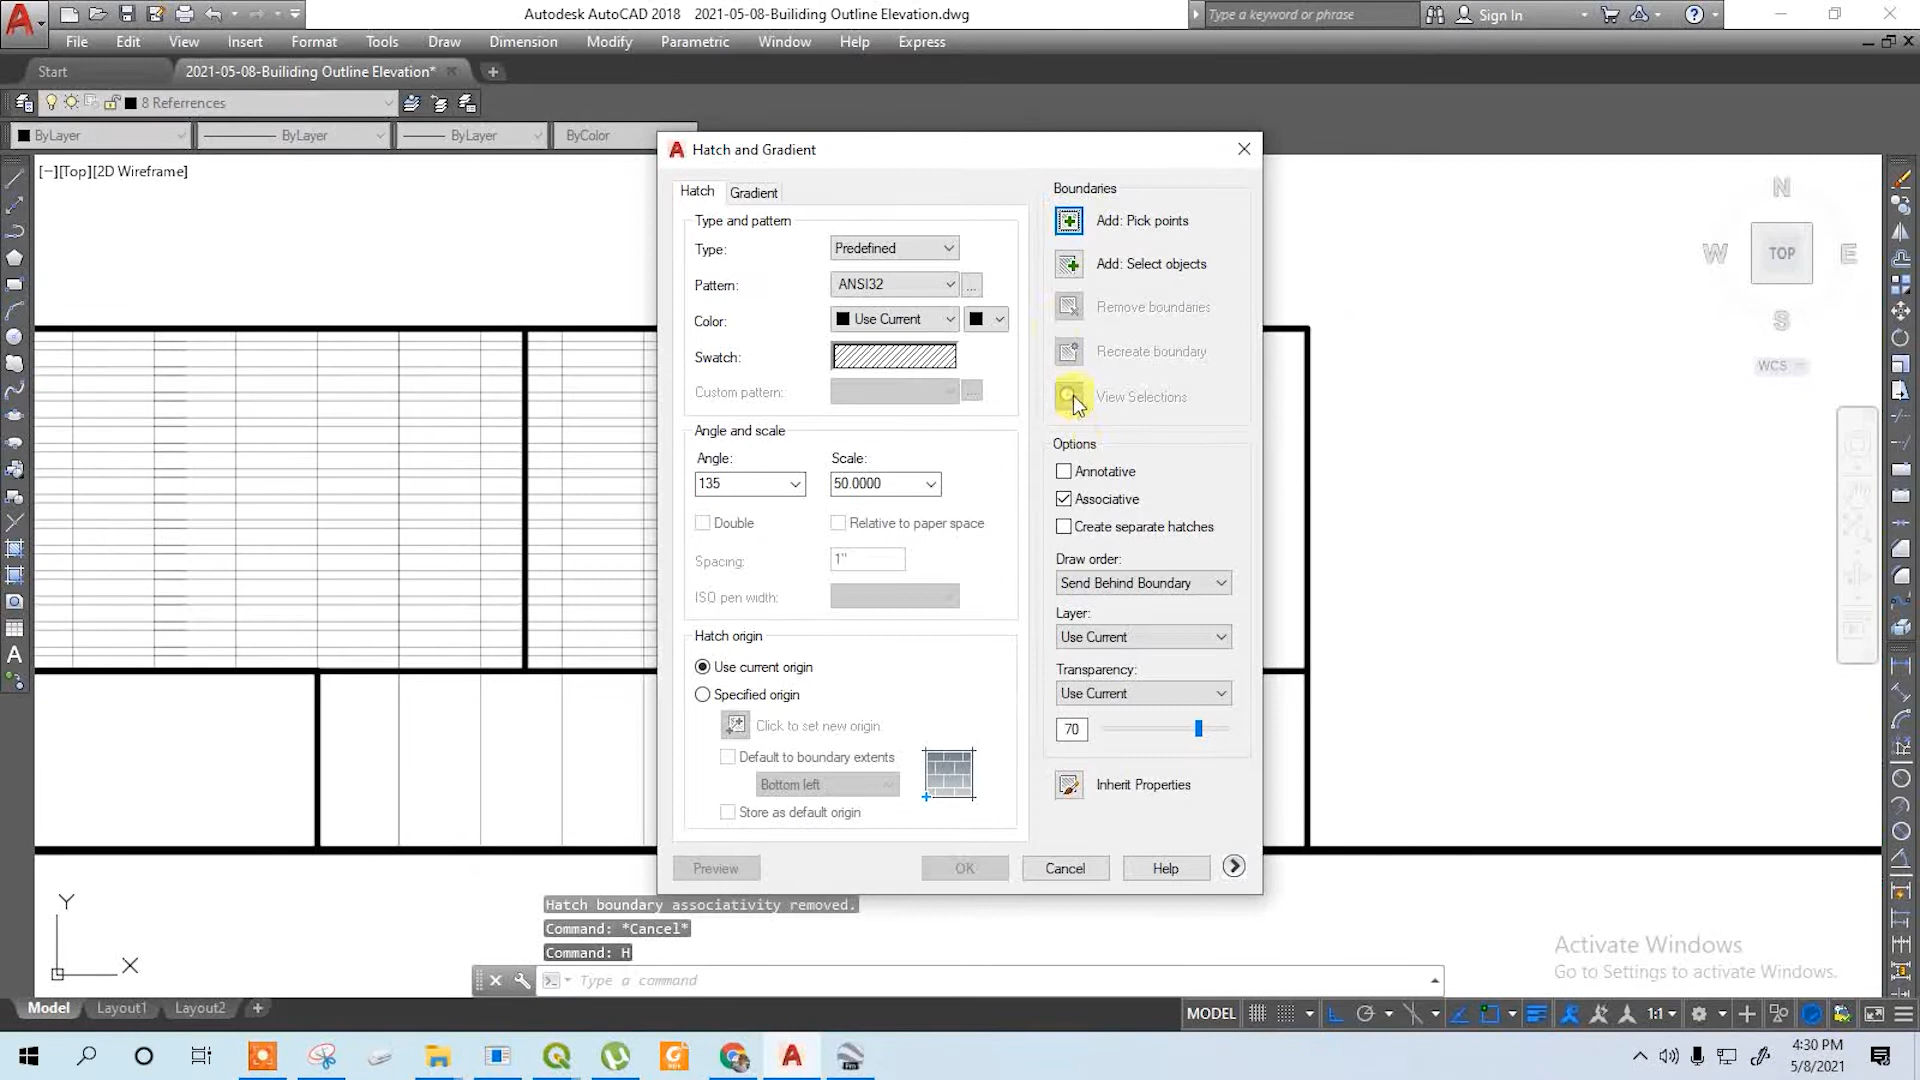 Autodesk AutoCAD 2018 2021-05-08-Builiding Outline Elevation.dwg
Type a keyword or phrase
Sign In
File Edit View Insert Format Tools Draw Dimension Modify Parametric Window Help Express
Start
2021-05-08-Builiding Outline Elevation*
8 Referrences
ByLayer
ByLayer
ByLayer
ByColor
[−][Top][2D Wireframe]
Hatch and Gradient
Hatch
Gradient
Type and pattern
Type:
Predefined
Pattern:
ANSI32
...
Color:
Use Current
Swatch:
Custom pattern:
...
Angle and scale
Angle:
Scale:
135
50.0000
Double
Relative to paper space
Spacing:
1"
ISO pen width:
Hatch origin
Use current origin
Specified origin
Click to set new origin
Default to boundary extents
Bottom left
Store as default origin
Boundaries
Add: Pick points
Add: Select objects
Remove boundaries
Recreate boundary
View Selections
Options
Annotative
Associative
Create separate hatches
Draw order:
Send Behind Boundary
Layer:
Use Current
Transparency:
Use Current
70
Inherit Properties
Preview
OK
Cancel
Help
N
W
TOP
E
S
WCS
Y
X
Hatch boundary associativity removed.
Command: *Cancel*
Command: H
Type a command
Activate Windows
Go to Settings to activate Windows.
Model
Layout1
Layout2
MODEL
1:1
4:30 PM
5/8/2021